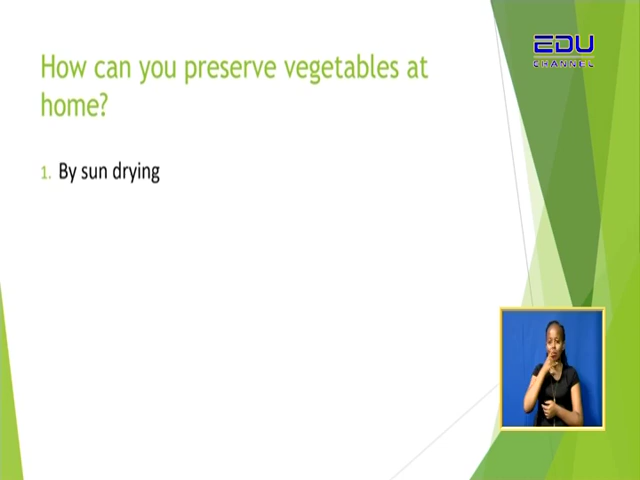 EDU
CHANNEL
How can you preserve vegetables at
home?
1. By sun drying